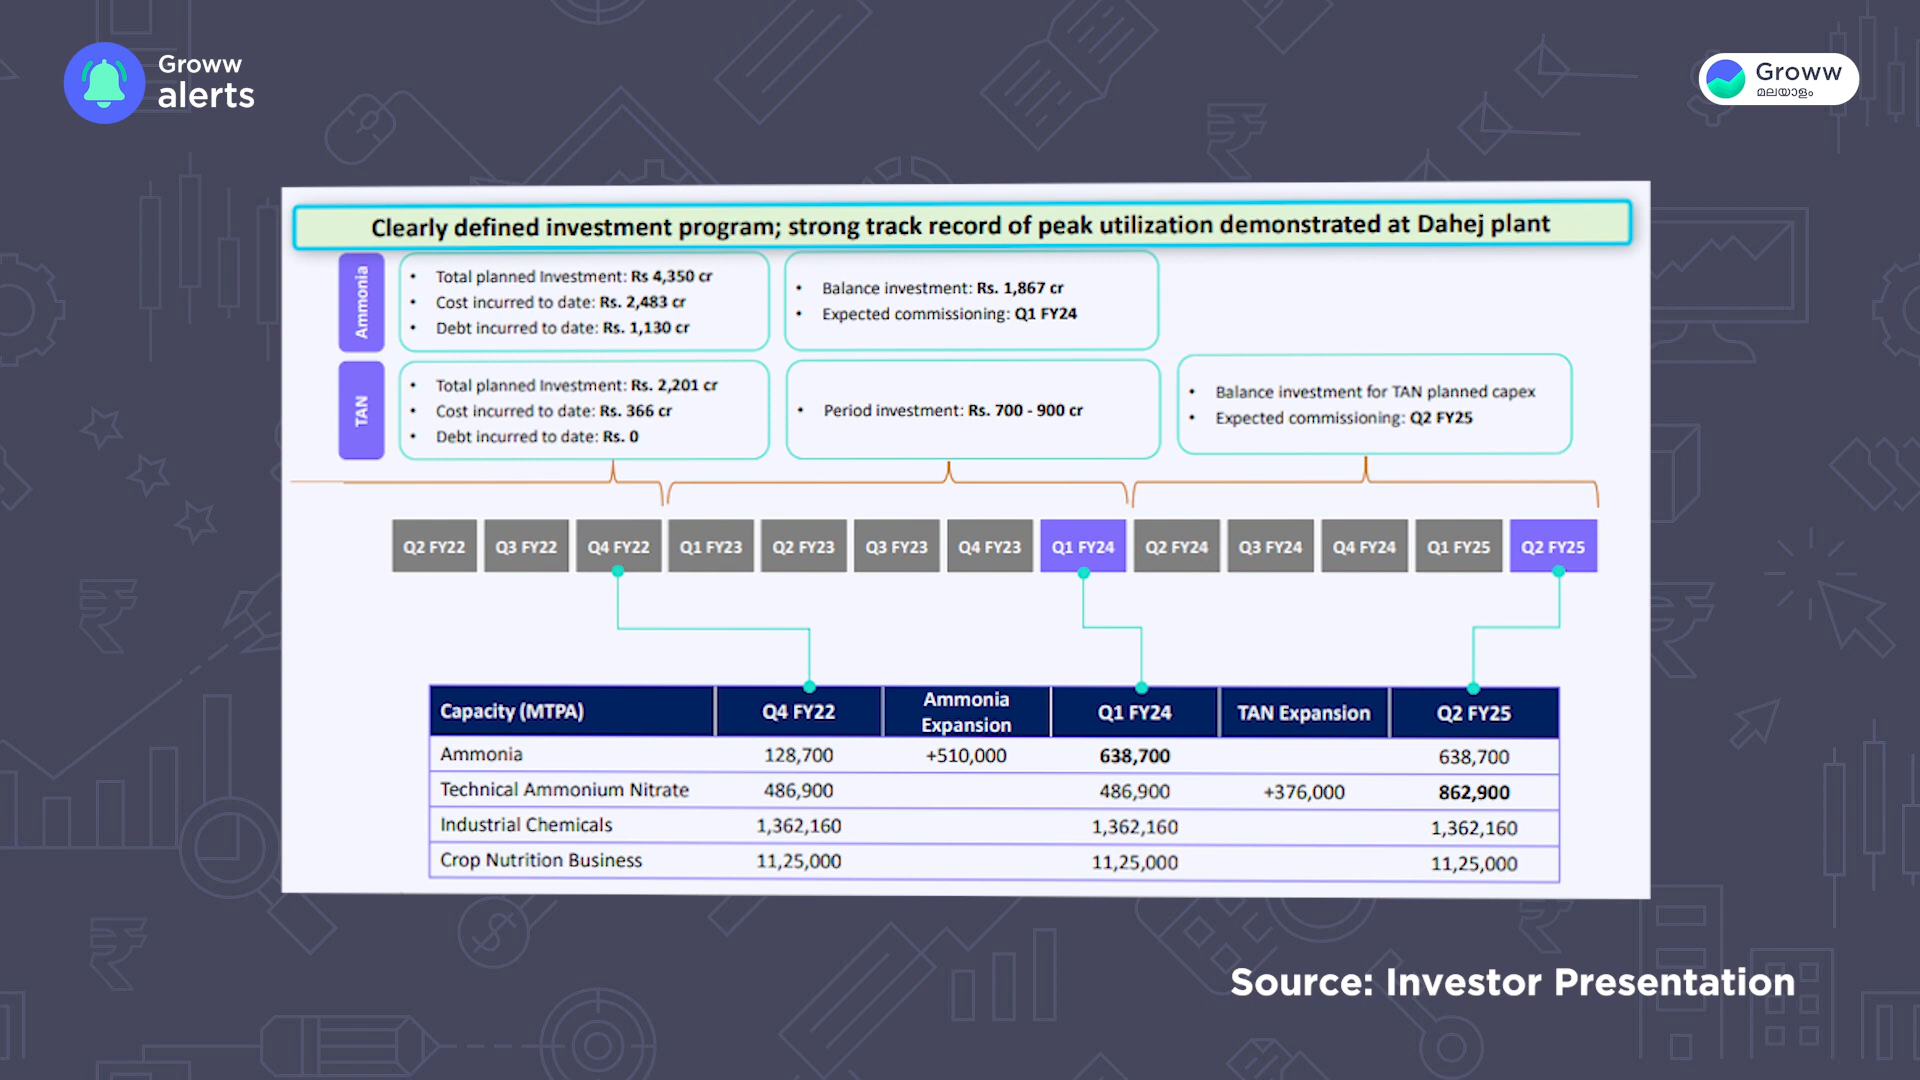 Groww
alerts
Groww
മലയാളം
Clearly defined investment program; strong track record of peak utilization demonstrated at Dahej plant
Ammonia
• Total planned Investment: Rs 4,350 cr
• Cost incurred to date: Rs. 2,483 cr
• Debt incurred to date: Rs. 1,130 cr
• Balance investment: Rs. 1,867 cr
• Expected commissioning: Q1 FY24
TAN
• Total planned Investment: Rs. 2,201 cr
• Cost incurred to date: Rs. 366 cr
• Debt incurred to date: Rs. 0
• Period investment: Rs. 700 - 900 cr
• Balance investment for TAN planned capex
• Expected commissioning: Q2 FY25
Q2 FY22 Q3 FY22 Q4 FY22 Q1 FY23 Q2 FY23 Q3 FY23 Q4 FY23 Q1 FY24 Q2 FY24 Q3 FY24 Q4 FY24 Q1 FY25 Q2 FY25
Capacity (MTPA) Q4 FY22 Ammonia Expansion Q1 FY24 TAN Expansion Q2 FY25
Ammonia 128,700 +510,000 638,700 638,700
Technical Ammonium Nitrate 486,900 486,900 +376,000 862,900
Industrial Chemicals 1,362,160 1,362,160 1,362,160
Crop Nutrition Business 11,25,000 11,25,000 11,25,000
Source: Investor Presentation